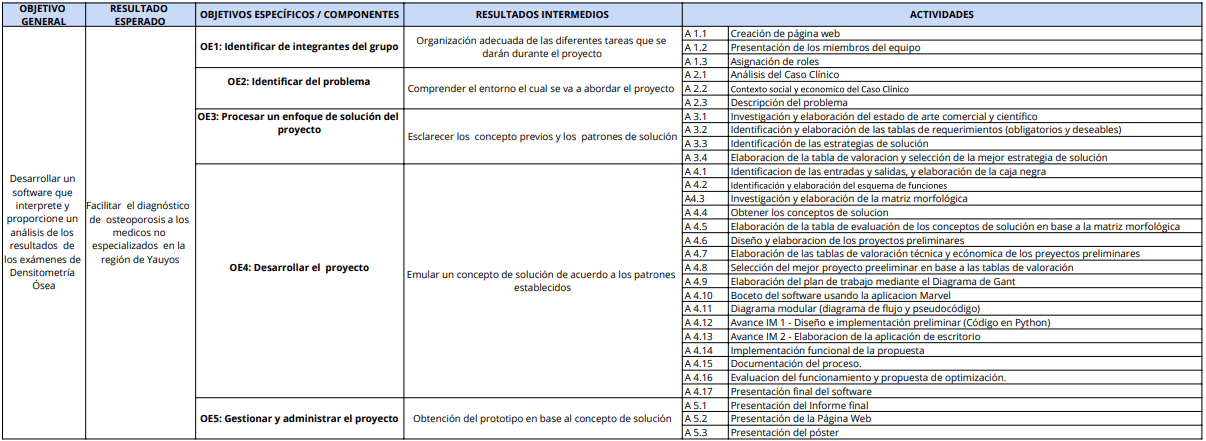 OBJETIVO
GENERAL
RESULTADO
ESPERADO
OBJETIVOS ESPECÍFICOS / COMPONENTES
RESULTADOS INTERMEDIOS
ACTIVIDADES
Desarrollar un
software que
interprete y
proporcione un
análisis de los
resultados de
los exámenes de
Densitometría
Ósea
Facilitar el diagnóstico
de osteoporosis a los
medicos no
especializados en la
región de Yauyos
OE1: Identificar de integrantes del grupo
Organización adecuada de las diferentes tareas que se
darán durante el proyecto
A 1.1 Creación de página web
A 1.2 Presentación de los miembros del equipo
A 1.3 Asignación de roles
OE2: Identificar del problema
Comprender el entorno el cual se va a abordar el proyecto
A 2.1 Análisis del Caso Clínico
A 2.2 Contexto social y economico del Caso Clínico
A 2.3 Descripción del problema
OE3: Procesar un enfoque de solución del
proyecto
Esclarecer los concepto previos y los patrones de solución
A 3.1 Investigación y elaboración del estado de arte comercial y científico
A 3.2 Identificación y elaboración de las tablas de requerimientos (obligatorios y deseables)
A 3.3 Identificación de las estrategias de solución
A 3.4 Elaboracion de la tabla de valoracion y selección de la mejor estrategia de solución
OE4: Desarrollar el proyecto
Emular un concepto de solución de acuerdo a los patrones
establecidos
A 4.1 Identificacion de las entradas y salidas, y elaboración de la caja negra
A 4.2 Identificación y elaboración del esquema de funciones
A4.3 Investigación y elaboración de la matriz morfológica
A 4.4 Obtener los conceptos de solucion
A 4.5 Elaboración de la tabla de evaluación de los conceptos de solución en base a la matriz morfológica
A 4.6 Diseño y elaboracion de los proyectos preliminares
A 4.7 Elaboración de las tablas de valoración técnica y ecónomica de los preyectos preliminares
A 4.8 Selección del mejor proyecto preeliminar en base a las tablas de valoración
A 4.9 Elaboración del plan de trabajo mediante el Diagrama de Gant
A 4.10 Boceto del software usando la aplicacion Marvel
A 4.11 Diagrama modular (diagrama de flujo y pseudocódigo)
A 4.12 Avance IM 1 - Diseño e implementación preliminar (Código en Python)
A 4.13 Avance IM 2 - Elaboracion de la aplicación de escritorio
A 4.14 Implementación funcional de la propuesta
A 4.15 Documentación del proceso.
A 4.16 Evaluacion del funcionamiento y propuesta de optimización.
A 4.17 Presentación final del software
OE5: Gestionar y administrar el proyecto
Obtención del prototipo en base al concepto de solución
A 5.1 Presentación del Informe final
A 5.2 Presentación de la Página Web
A 5.3 Presentación del póster